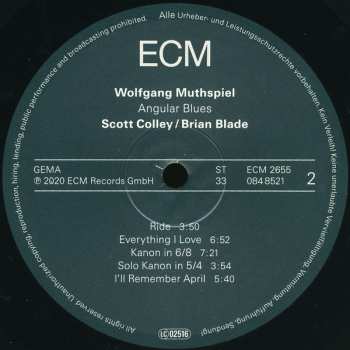 Alle Urheber- und Leistungsschutzrechte vorbehalten. Kein Verleih! Keine unerlaubte Vervielfältigung, Vermietung, Aufführung, Sendung!
All rights reserved. Unauthorized copying, reproduction, hiring, lending, public performance and broadcasting prohibited.
ECM
Wolfgang Muthspiel
Angular Blues
Scott Colley / Brian Blade
GEMA ST ECM 2655
℗ 2020 ECM Records GmbH 33 084 8521 2
Ride 3:50
Everything I Love 6:52
Kanon in 6/8 7:21
Solo Kanon in 5/4 3:54
I'll Remember April 5:40
LC 02516